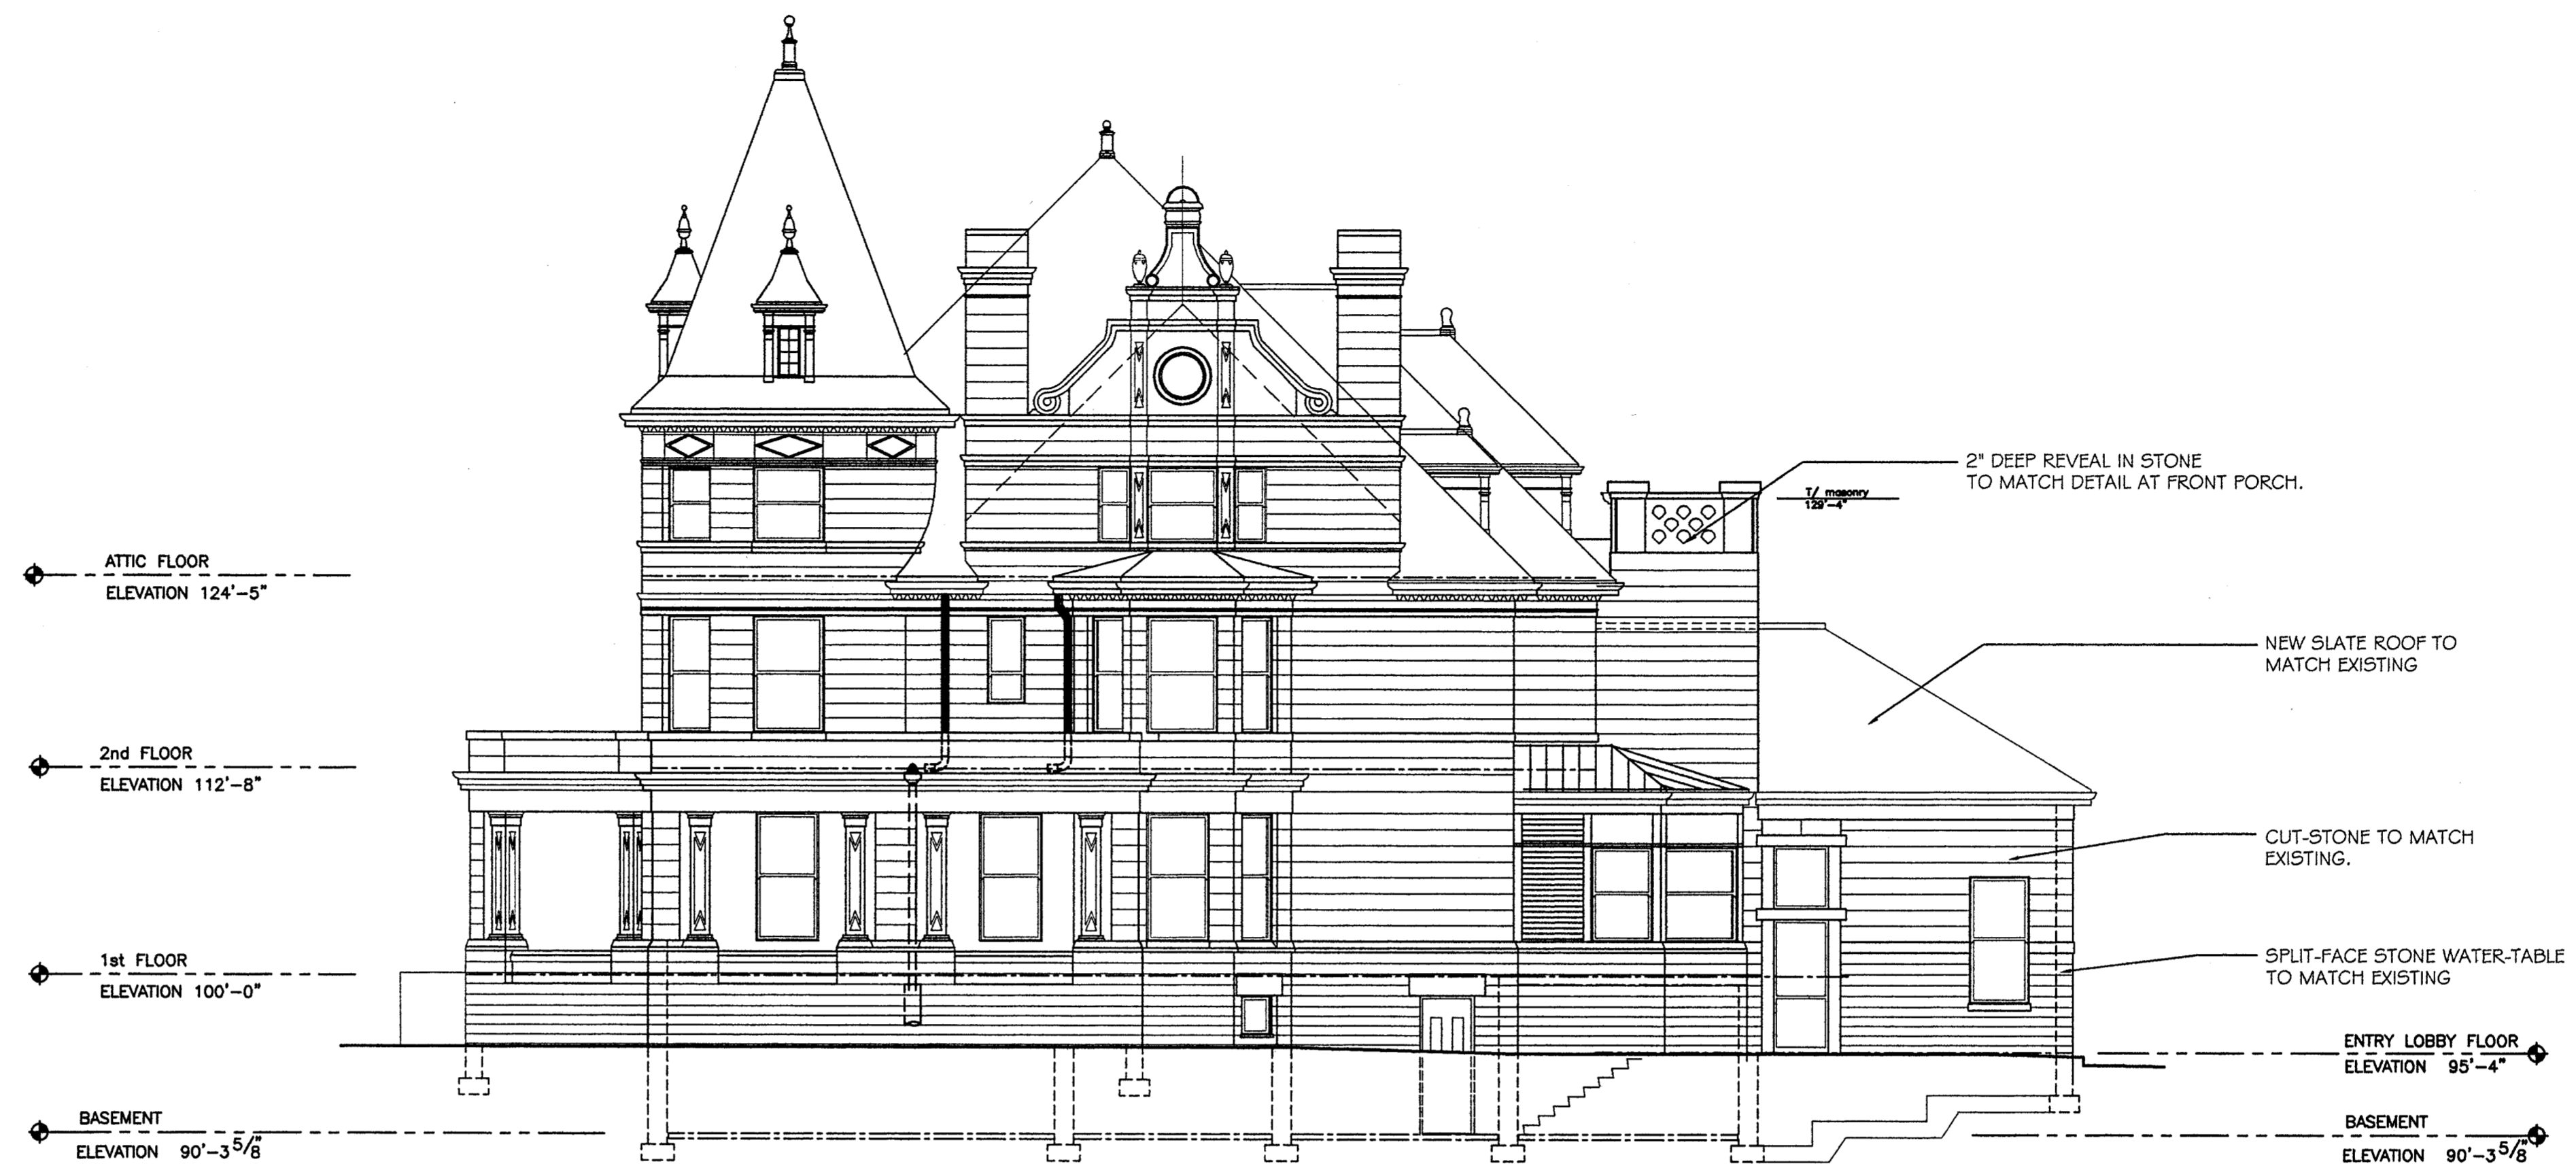 2" DEEP REVEAL IN STONE
TO MATCH DETAIL AT FRONT PORCH.
T/ masonry
129'-4"
ATTIC FLOOR
ELEVATION 124'-5"
NEW SLATE ROOF TO
MATCH EXISTING
2nd FLOOR
ELEVATION 112'-8"
CUT-STONE TO MATCH
EXISTING.
1st FLOOR
ELEVATION 100'-0"
SPLIT-FACE STONE WATER-TABLE
TO MATCH EXISTING
ENTRY LOBBY FLOOR
ELEVATION 95'-4"
BASEMENT
ELEVATION 90'-3 5/8"
BASEMENT
ELEVATION 90'-3 5/8"